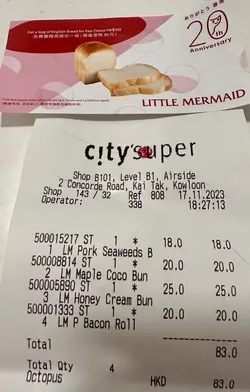 Get a bag of English Bread for free (Value HK$30)
ありがとう 香港
20th
Anniversary
LITTLE MERMAID
city'super
Shop B101, Level B1, Airside
2 Concorde Road, Kai Tak, Kowloon
Shop 143 / 32 Ref 808 17.11.2023
Operator: 338 18:27:13
500015217 ST 1 * 18.0 18.0
1 LM Pork Seaweeds B
500008814 ST 1 * 20.0 20.0
2 LM Maple Coco Bun
500005890 ST 1 * 25.0 25.0
3 LM Honey Cream Bun
500001333 ST 1 * 20.0 20.0
4 LM P Bacon Roll
Total 83.0
Total Qty 4
Octopus HKD 83.0